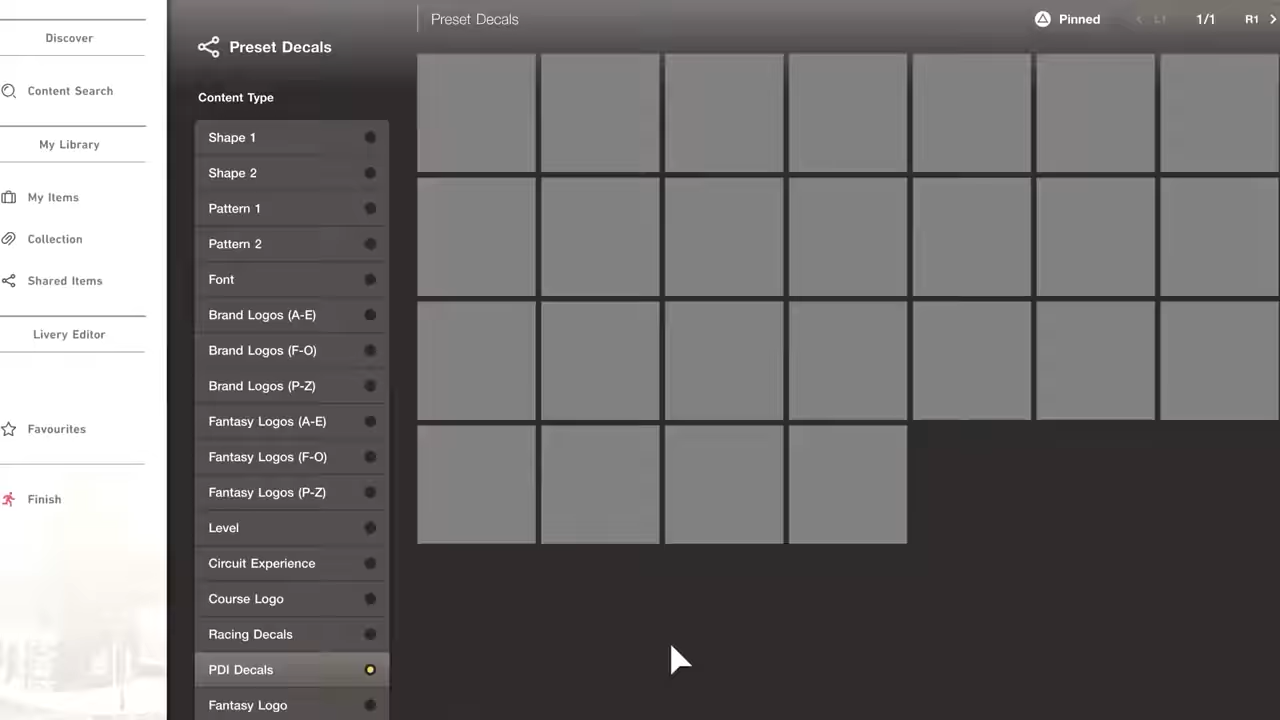 Discover
Content Search
My Library
My Items
Collection
Shared Items
Livery Editor
Favourites
Finish
Preset Decals
Content Type
Shape 1
Shape 2
Pattern 1
Pattern 2
Font
Brand Logos (A-E)
Brand Logos (F-O)
Brand Logos (P-Z)
Fantasy Logos (A-E)
Fantasy Logos (F-O)
Fantasy Logos (P-Z)
Level
Circuit Experience
Course Logo
Racing Decals
PDI Decals
Fantasy Logo
Preset Decals
Pinned
L1 1/1 R1